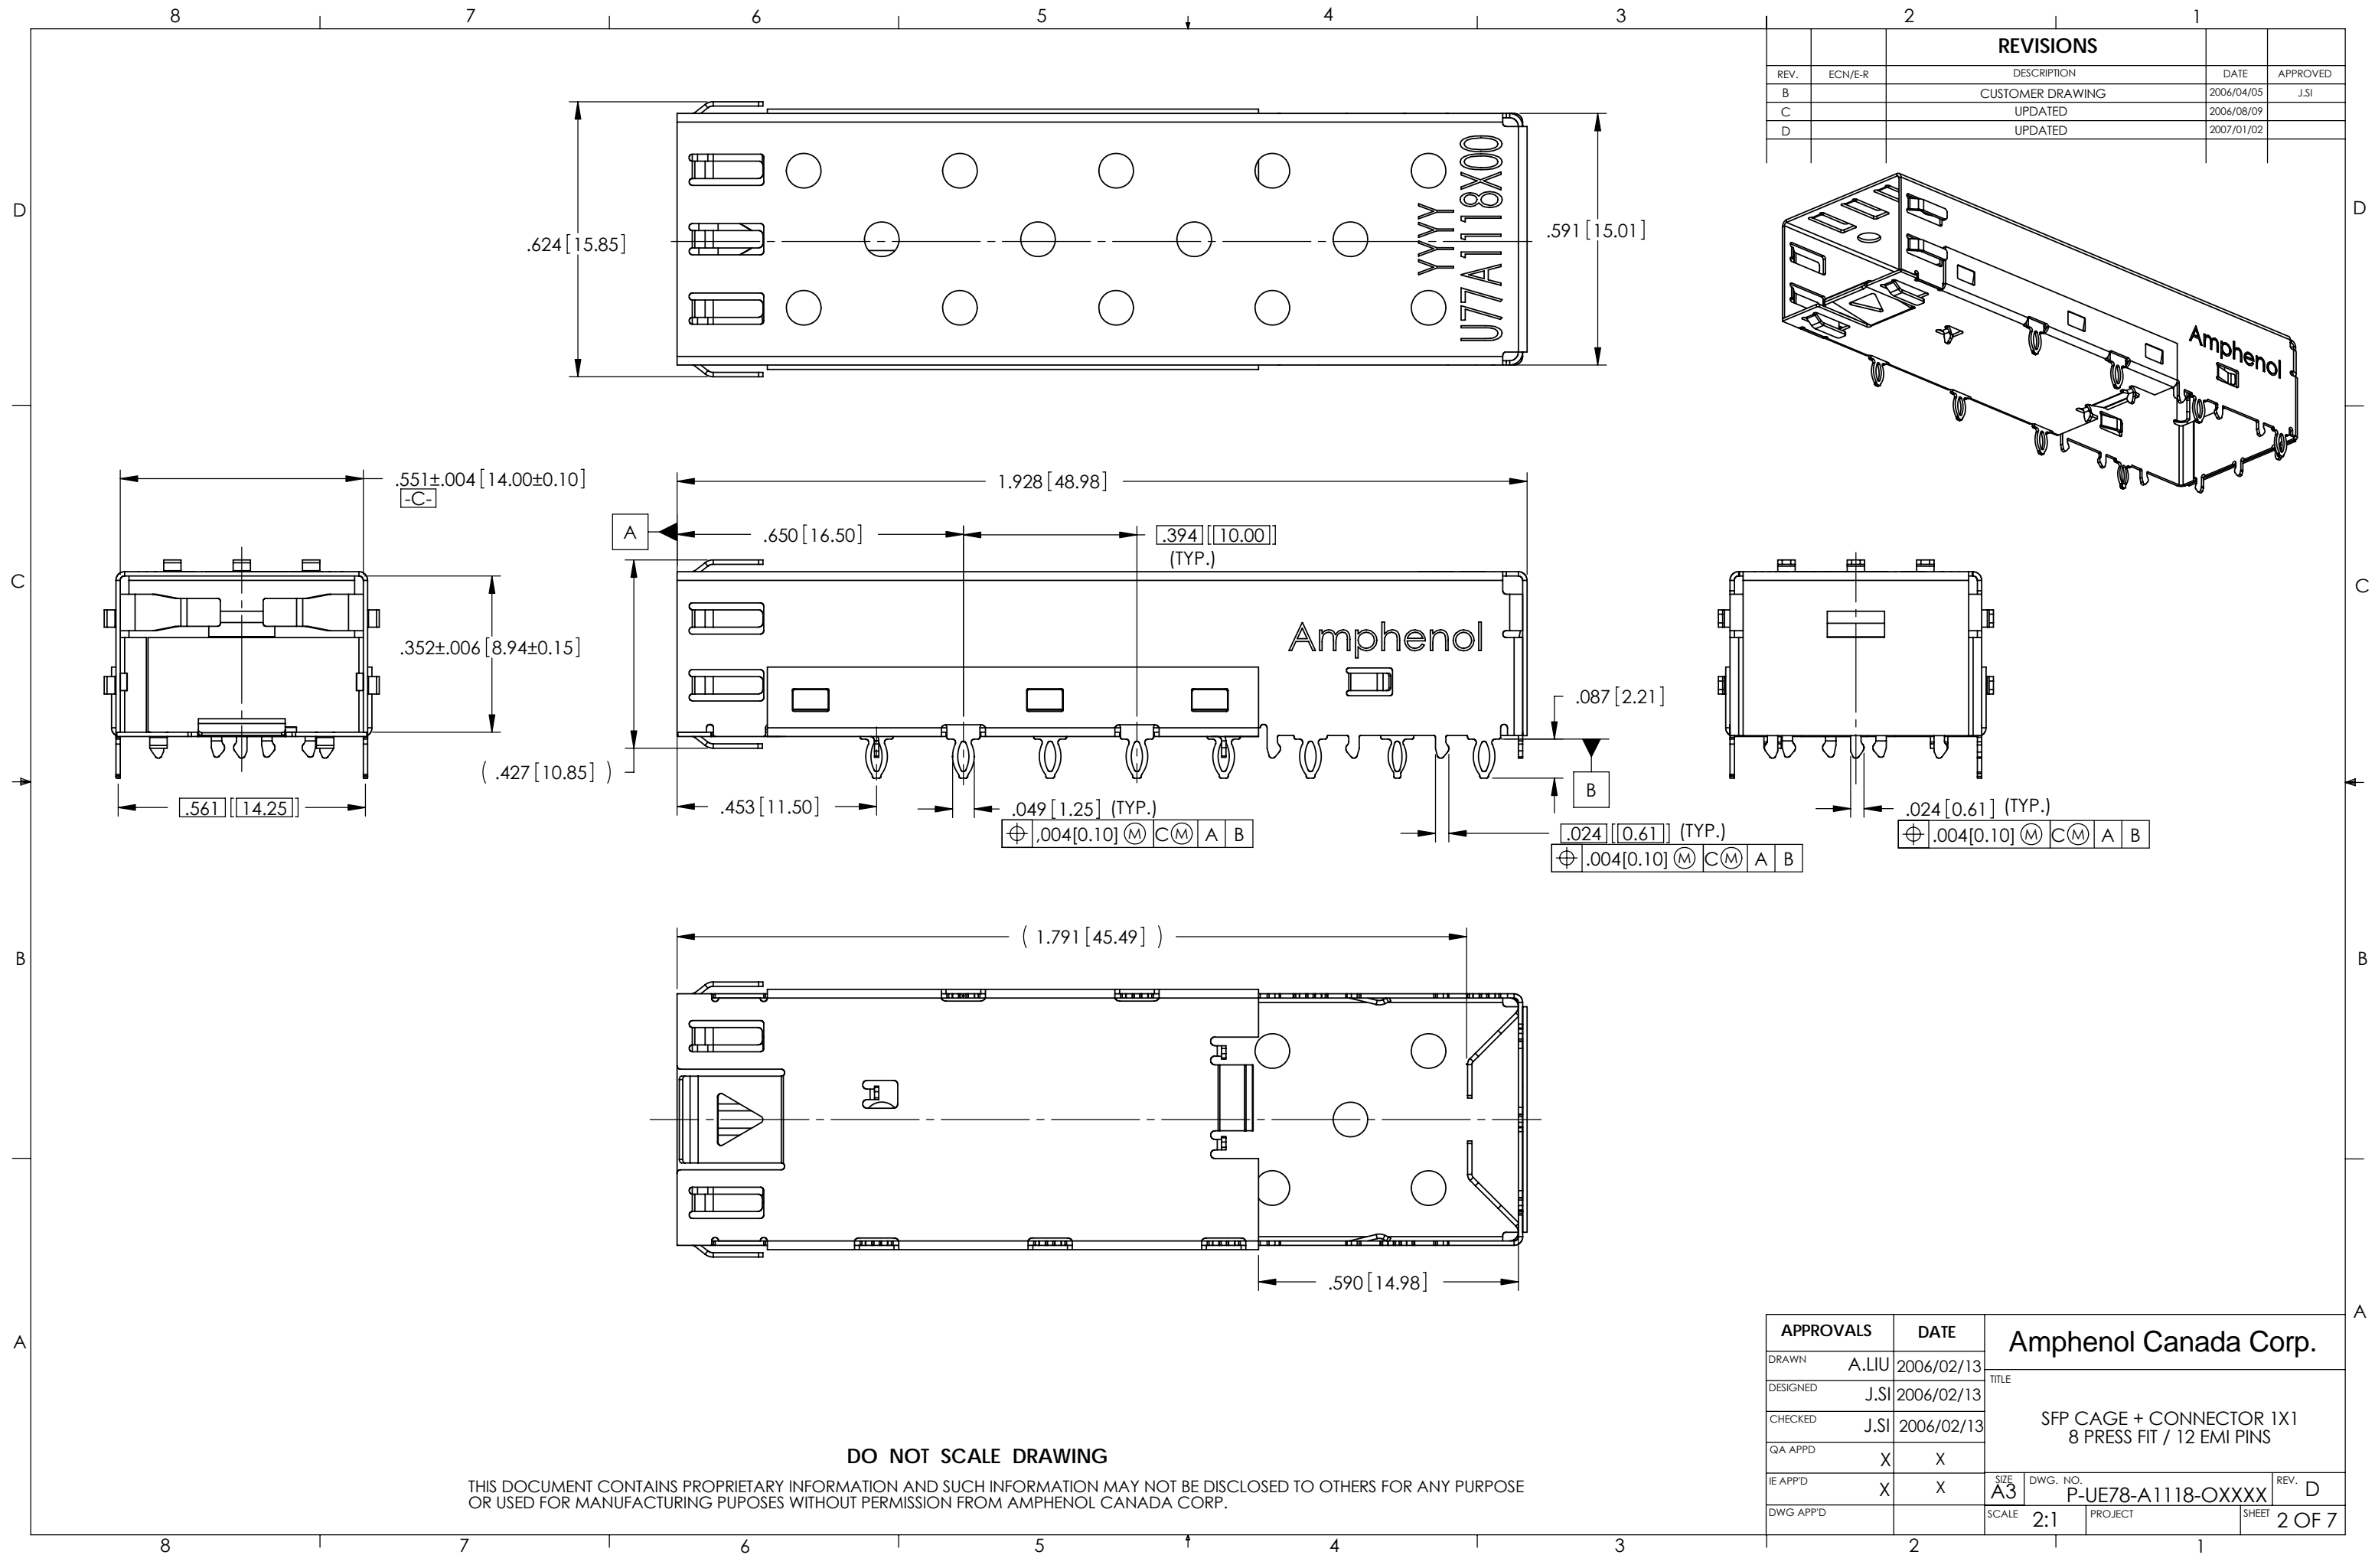 8 7 6 5 4 3 2 1
REVISIONS
REV. ECN/E-R DESCRIPTION DATE APPROVED
B CUSTOMER DRAWING 2006/04/05 J.SI
C UPDATED 2006/08/09
D UPDATED 2007/01/02
D
D
.624[15.85]
YYYY
U77A1118X00
.591[15.01]
Amphenol
C
C
.551±.004[14.00±0.10]
-C-
.352±.006[8.94±0.15]
.561[14.25]
1.928[48.98]
A
.650[16.50]
.394[10.00]
(TYP.)
Amphenol
.087[2.21]
B
( .427[10.85] )
.453[11.50]
.049[1.25] (TYP.)
⌖ ,004[0.10] Ⓜ CⓂ A B
.024[0.61] (TYP.)
⌖ .004[0.10] Ⓜ CⓂ A B
.024[0.61] (TYP.)
⌖ .004[0.10] Ⓜ CⓂ A B
B
B
( 1.791[45.49] )
.590[14.98]
A
A
DO NOT SCALE DRAWING
THIS DOCUMENT CONTAINS PROPRIETARY INFORMATION AND SUCH INFORMATION MAY NOT BE DISCLOSED TO OTHERS FOR ANY PURPOSE
OR USED FOR MANUFACTURING PUPOSES WITHOUT PERMISSION FROM AMPHENOL CANADA CORP.
APPROVALS DATE
DRAWN A.LIU 2006/02/13
DESIGNED J.SI 2006/02/13
CHECKED J.SI 2006/02/13
QA APPD X X
IE APP'D X X
DWG APP'D
Amphenol Canada Corp.
TITLE
SFP CAGE + CONNECTOR 1X1
8 PRESS FIT / 12 EMI PINS
SIZE A3 DWG. NO. P-UE78-A1118-OXXXX REV. D
SCALE 2:1 PROJECT SHEET 2 OF 7
8 7 6 5 4 3 2 1